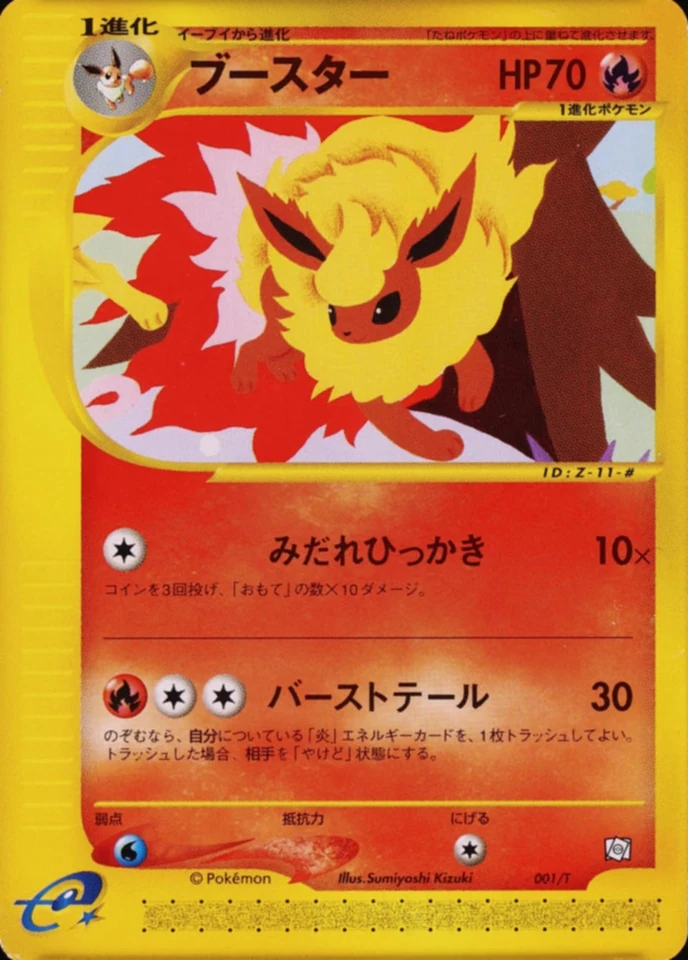 1進化 イーブイから進化 「たねポケモン」の上に重ねて進化させます
ブースター HP70
1進化ポケモン
ID:Z-11-#
みだれひっかき 10×
コインを3回投げ、「おもて」の数×10ダメージ。
バーストテール 30
のぞむなら、自分についている「炎」エネルギーカードを、1枚トラッシュしてよい。
トラッシュした場合、相手を「やけど」状態にする。
弱点 抵抗力 にげる
© Pokémon Illus.Sumiyoshi Kizuki 001/T
e